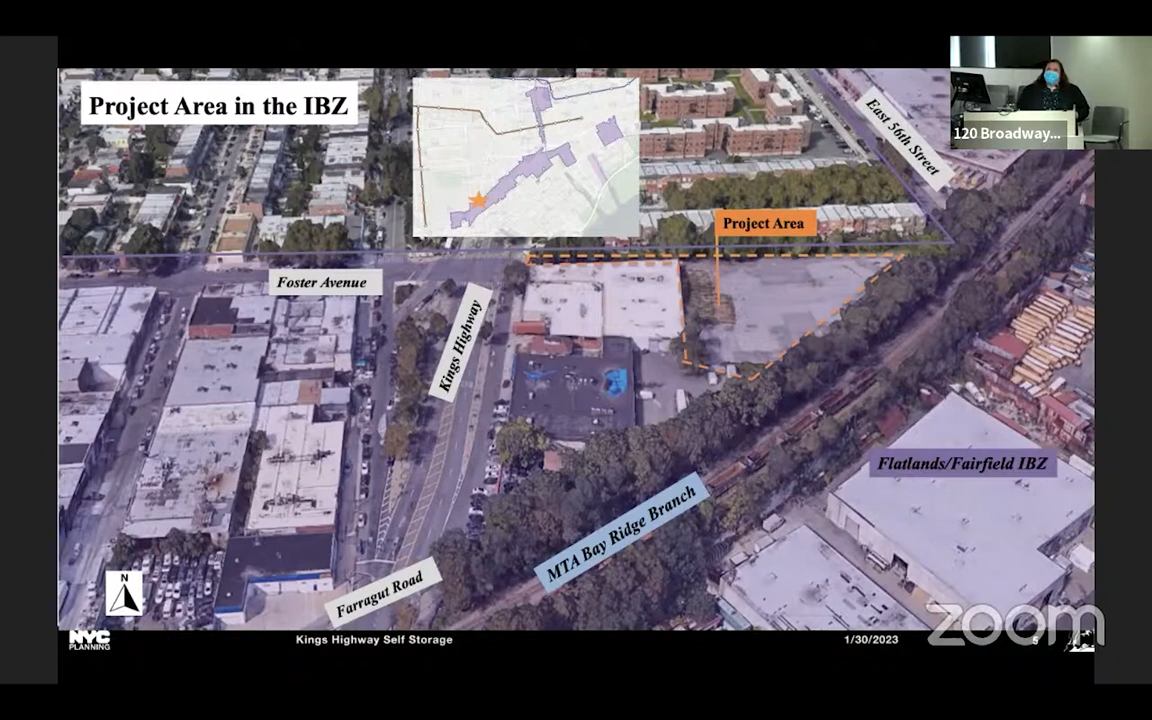 Project Area in the IBZ
120 Broadway...
East 56th Street
Project Area
Foster Avenue
Kings Highway
Flatlands/Fairfield IBZ
MTA Bay Ridge Branch
Farragut Road
N
NYC
PLANNING
Kings Highway Self Storage
1/30/2023
5
zoom